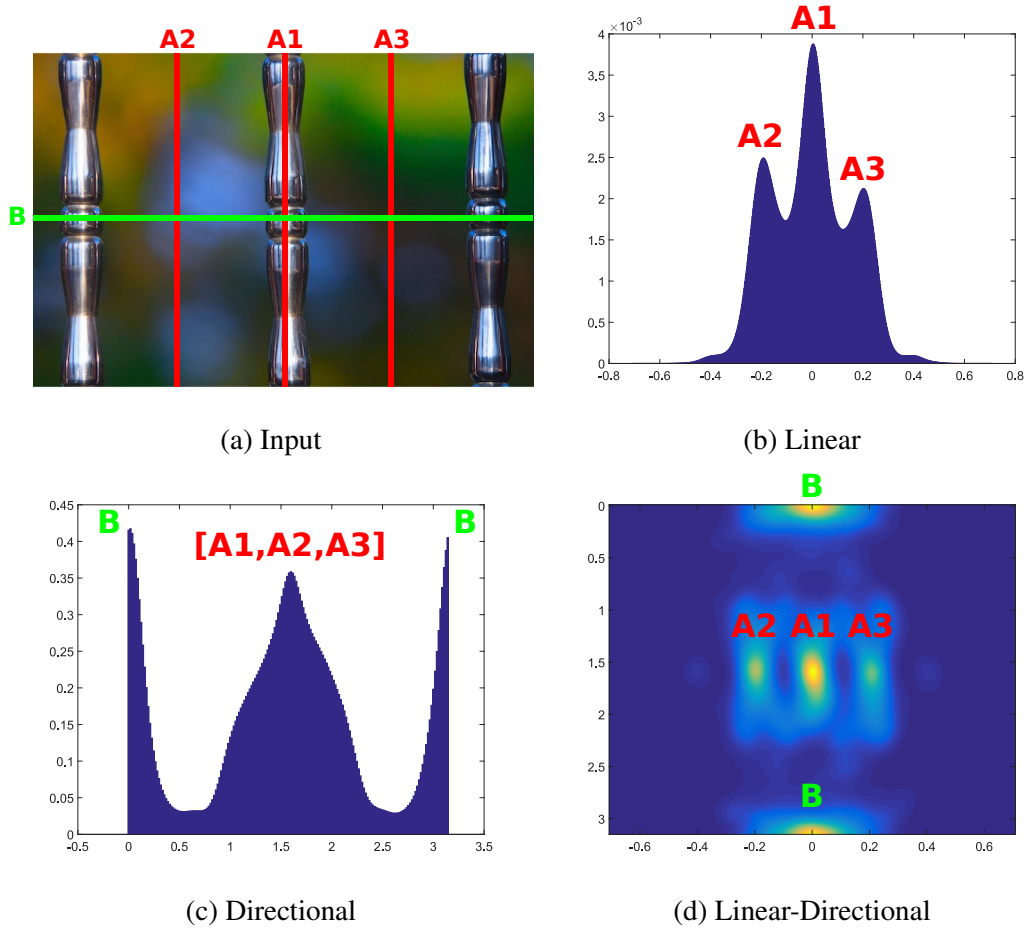 A2 A1 A3
B
(a) Input
×10⁻³
A1
A2
A3
4
3.5
3
2.5
2
1.5
1
0.5
0
-0.8 -0.6 -0.4 -0.2 0 0.2 0.4 0.6 0.8
(b) Linear
B B
[A1,A2,A3]
0.45
0.4
0.35
0.3
0.25
0.2
0.15
0.1
0.05
0
-0.5 0 0.5 1 1.5 2 2.5 3 3.5
(c) Directional
B
A2 A1 A3
B
0
0.5
1
1.5
2
2.5
3
-0.6 -0.4 -0.2 0 0.2 0.4 0.6
(d) Linear-Directional